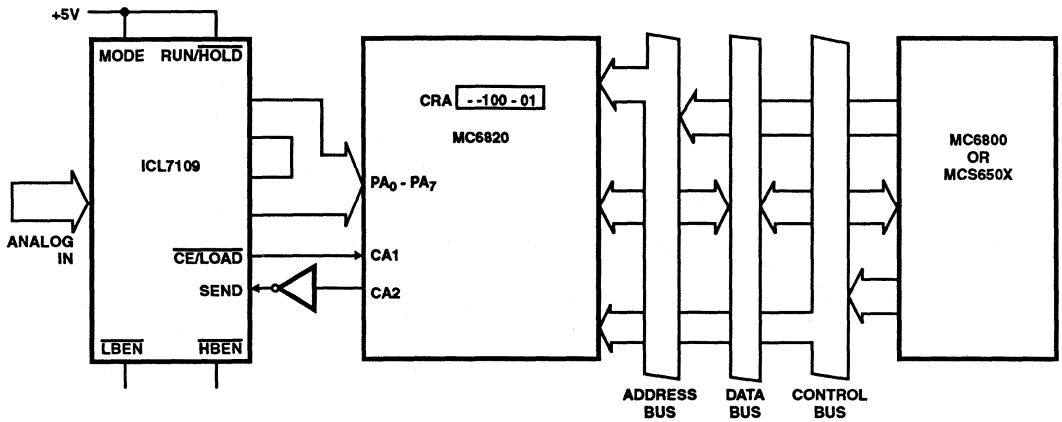 +5V
MODE RUN/HOLD
ICL7109
ANALOG
IN
CE/LOAD
SEND
LBEN HBEN
CRA - -100 - 01
MC6820
PA0 - PA7
CA1
CA2
ADDRESS
BUS
DATA
BUS
CONTROL
BUS
MC6800
OR
MCS650X